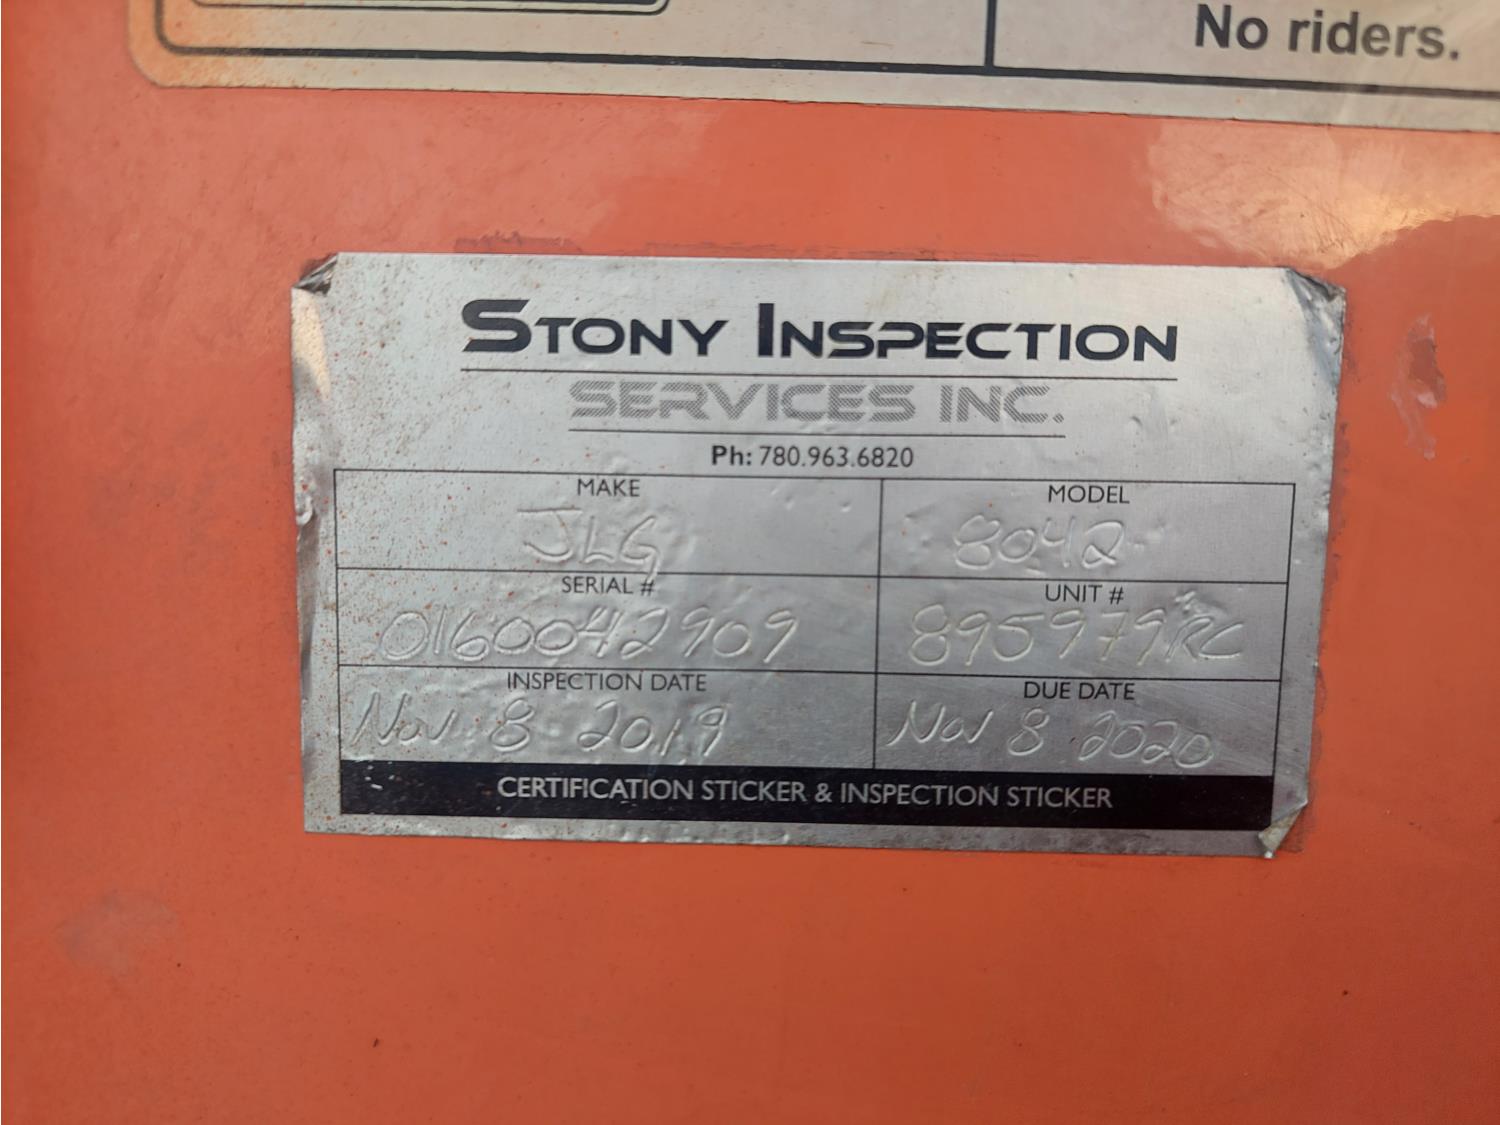 No riders.
STONY INSPECTION
SERVICES INC.
Ph: 780.963.6820
MAKE
MODEL
JLG
8042
SERIAL #
UNIT #
0160042909
895979RC
INSPECTION DATE
DUE DATE
Nov 8 2019
Nov 8 2020
CERTIFICATION STICKER & INSPECTION STICKER